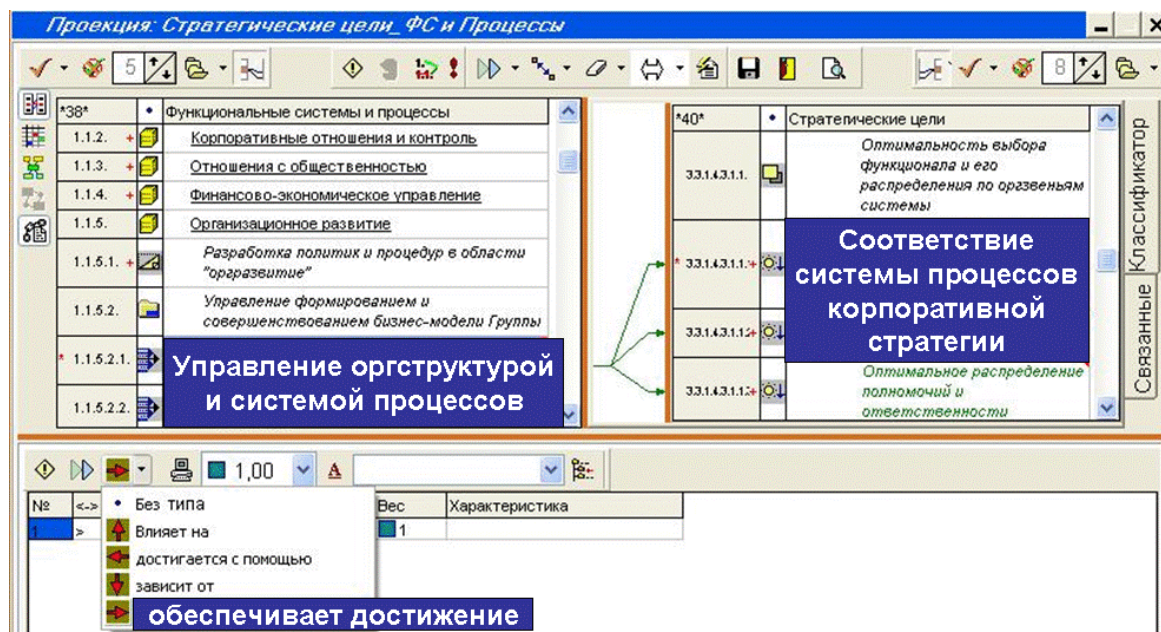 Проекция: Стратегические цели_ ФС и Процессы
5
8
*38* • Функциональные системы и процессы
1.1.2. + Корпоративные отношения и контроль
1.1.3. + Отношения с общественностью
1.1.4. + Финансово-экономическое управление
1.1.5. Организационное развитие
1.1.5.1. + Разработка политик и процедур в области
"оргразвитие"
1.1.5.2. Управление формированием и
совершенствованием бизнес-модели Группы
* 1.1.5.2.1.
1.1.5.2.2.
Управление оргструктурой
и системой процессов
*40* • Стратегические цели
3.3.1.4.3.1.1. Оптимальность выбора
функционала и его
распределения по оргзвеньям
системы
Соответствие
системы процессов
корпоративной
стратегии
Оптимальное распределение
полномочий и
ответственности
Классификатор
Связанные
1,00 А
№ <-> Вес Характеристика
1 > 1
• Без типа
Влияет на
достигается с помощью
зависит от
обеспечивает достижение